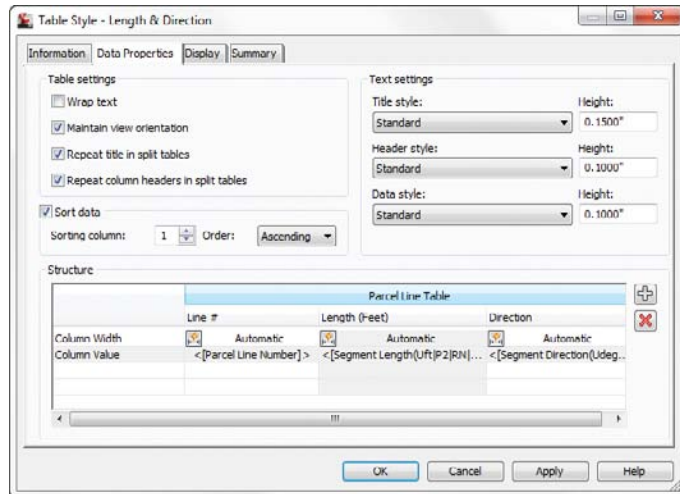 Table Style - Length & Direction
Information Data Properties Display Summary
Table settings
Wrap text
Maintain view orientation
Repeat title in split tables
Repeat column headers in split tables
Sort data
Sorting column: 1 Order: Ascending
Text settings
Title style: Height:
Standard 0.1500"
Header style: Height:
Standard 0.1000"
Data style: Height:
Standard 0.1000"
Structure
Parcel Line Table
Line # Length (Feet) Direction
Column Width Automatic Automatic Automatic
Column Value <[Parcel Line Number]> <[Segment Length(Uft|P2|RN|... <[Segment Direction(Udeg...
OK Cancel Apply Help